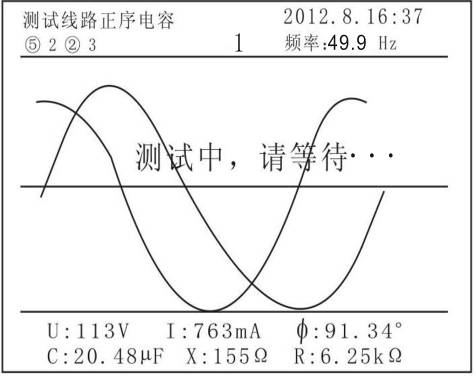 测试线路正序电容 2012.8.16:37
⑤ 2 ② 3 1 频率:49.9 Hz
测试中，请等待···
U:113V I:763mA ϕ:91.34°
C:20.48μF X:155Ω R:6.25kΩ